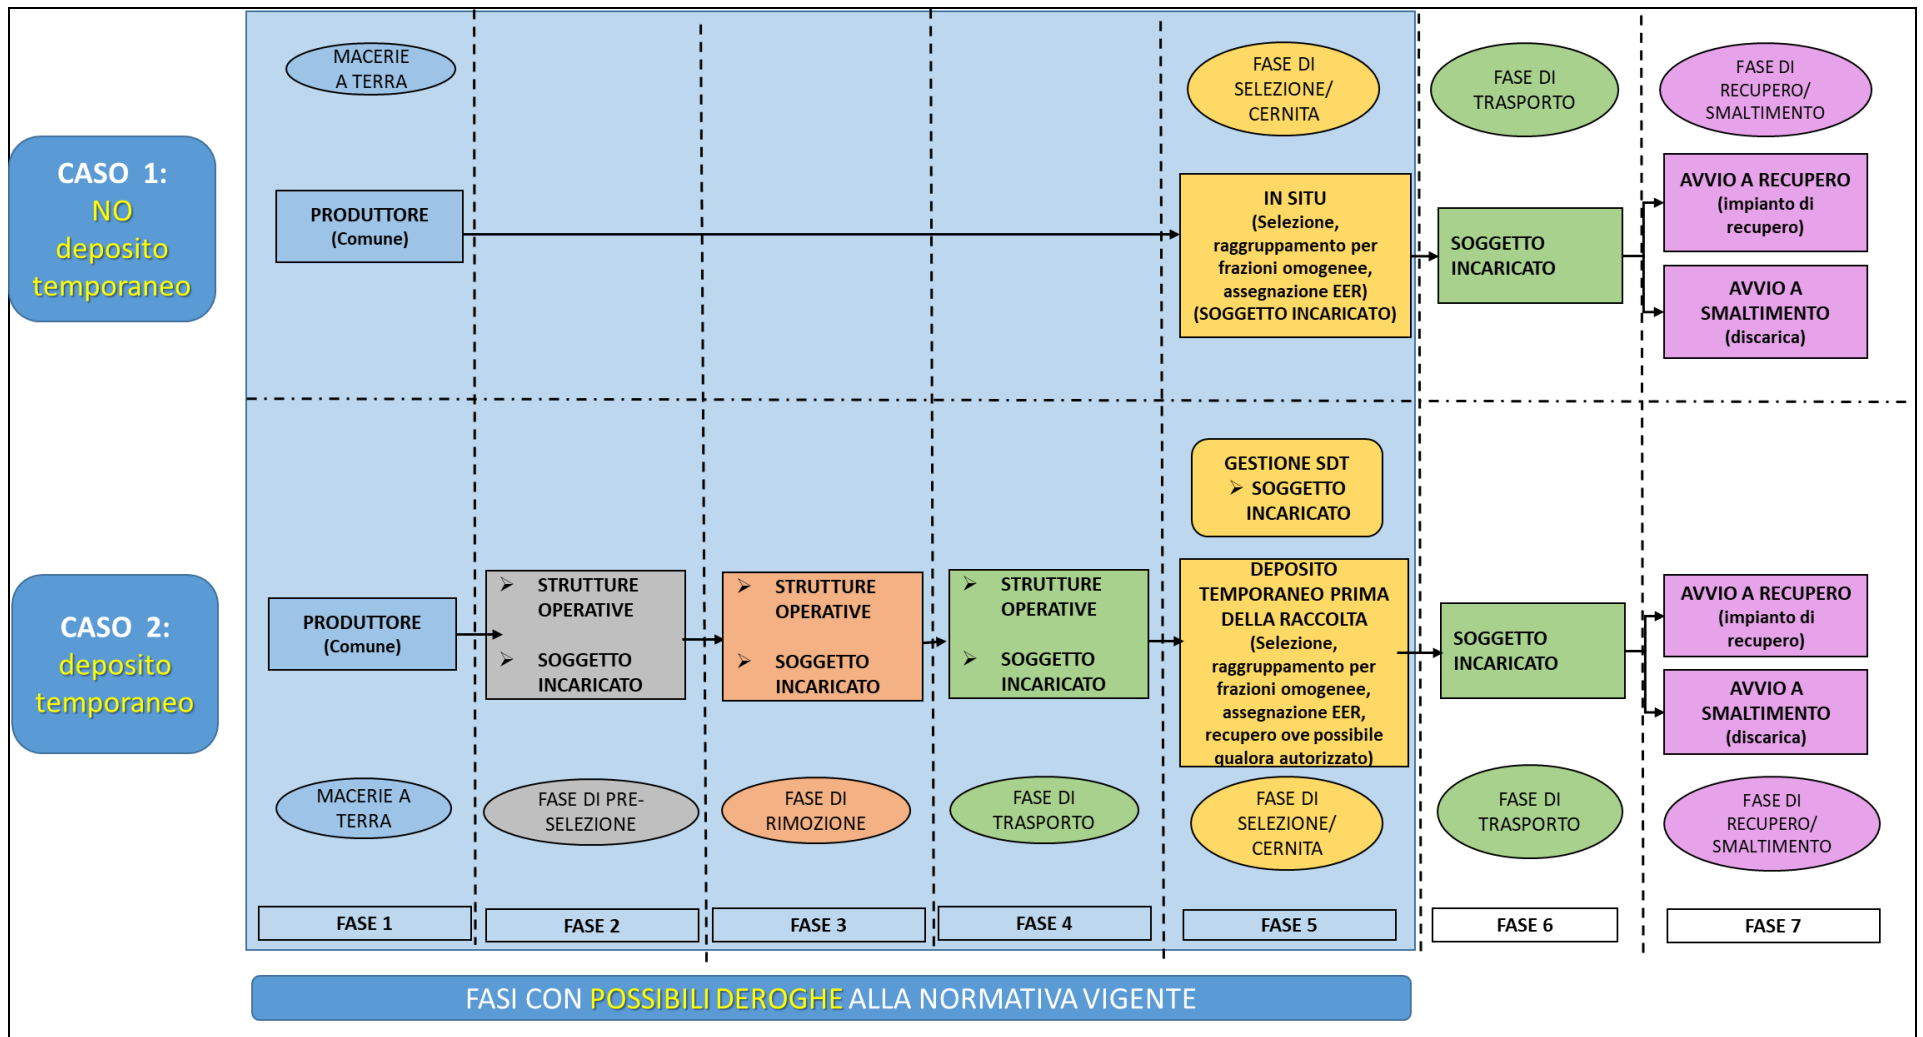 MACERIE
A TERRA
FASE DI
SELEZIONE/
CERNITA
FASE DI
TRASPORTO
FASE DI
RECUPERO/
SMALTIMENTO
CASO 1:
NO
deposito
temporaneo
PRODUTTORE
(Comune)
IN SITU
(Selezione,
raggruppamento per
frazioni omogenee,
assegnazione EER)
(SOGGETTO INCARICATO)
SOGGETTO
INCARICATO
AVVIO A RECUPERO
(impianto di
recupero)
AVVIO A
SMALTIMENTO
(discarica)
GESTIONE SDT
➢ SOGGETTO
INCARICATO
CASO 2:
deposito
temporaneo
PRODUTTORE
(Comune)
➢ STRUTTURE
OPERATIVE
➢ SOGGETTO
INCARICATO
➢ STRUTTURE
OPERATIVE
➢ SOGGETTO
INCARICATO
➢ STRUTTURE
OPERATIVE
➢ SOGGETTO
INCARICATO
DEPOSITO
TEMPORANEO PRIMA
DELLA RACCOLTA
(Selezione,
raggruppamento per
frazioni omogenee,
assegnazione EER,
recupero ove possibile
qualora autorizzato)
SOGGETTO
INCARICATO
AVVIO A RECUPERO
(impianto di
recupero)
AVVIO A
SMALTIMENTO
(discarica)
MACERIE A
TERRA
FASE DI PRE-
SELEZIONE
FASE DI
RIMOZIONE
FASE DI
TRASPORTO
FASE DI
SELEZIONE/
CERNITA
FASE DI
TRASPORTO
FASE DI
RECUPERO/
SMALTIMENTO
FASE 1
FASE 2
FASE 3
FASE 4
FASE 5
FASE 6
FASE 7
FASI CON POSSIBILI DEROGHE ALLA NORMATIVA VIGENTE